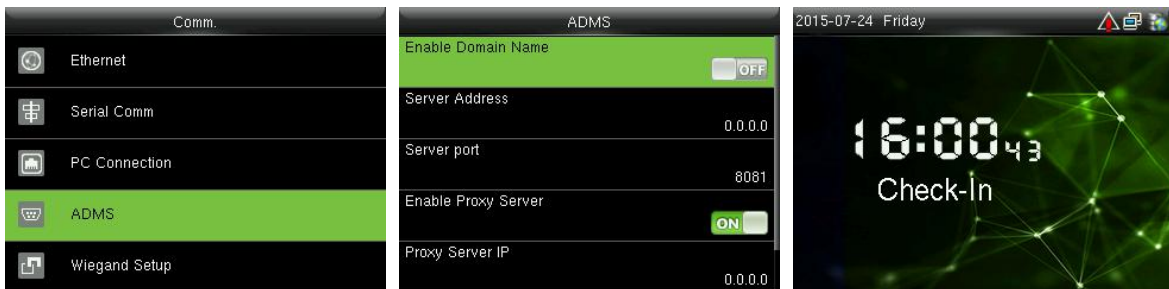 Comm.
Ethernet
Serial Comm
PC Connection
ADMS
Wiegand Setup
ADMS
Enable Domain Name
OFF
Server Address
0.0.0.0
Server port
8081
Enable Proxy Server
ON
Proxy Server IP
0.0.0.0
2015-07-24 Friday
16:00 43
Check-In